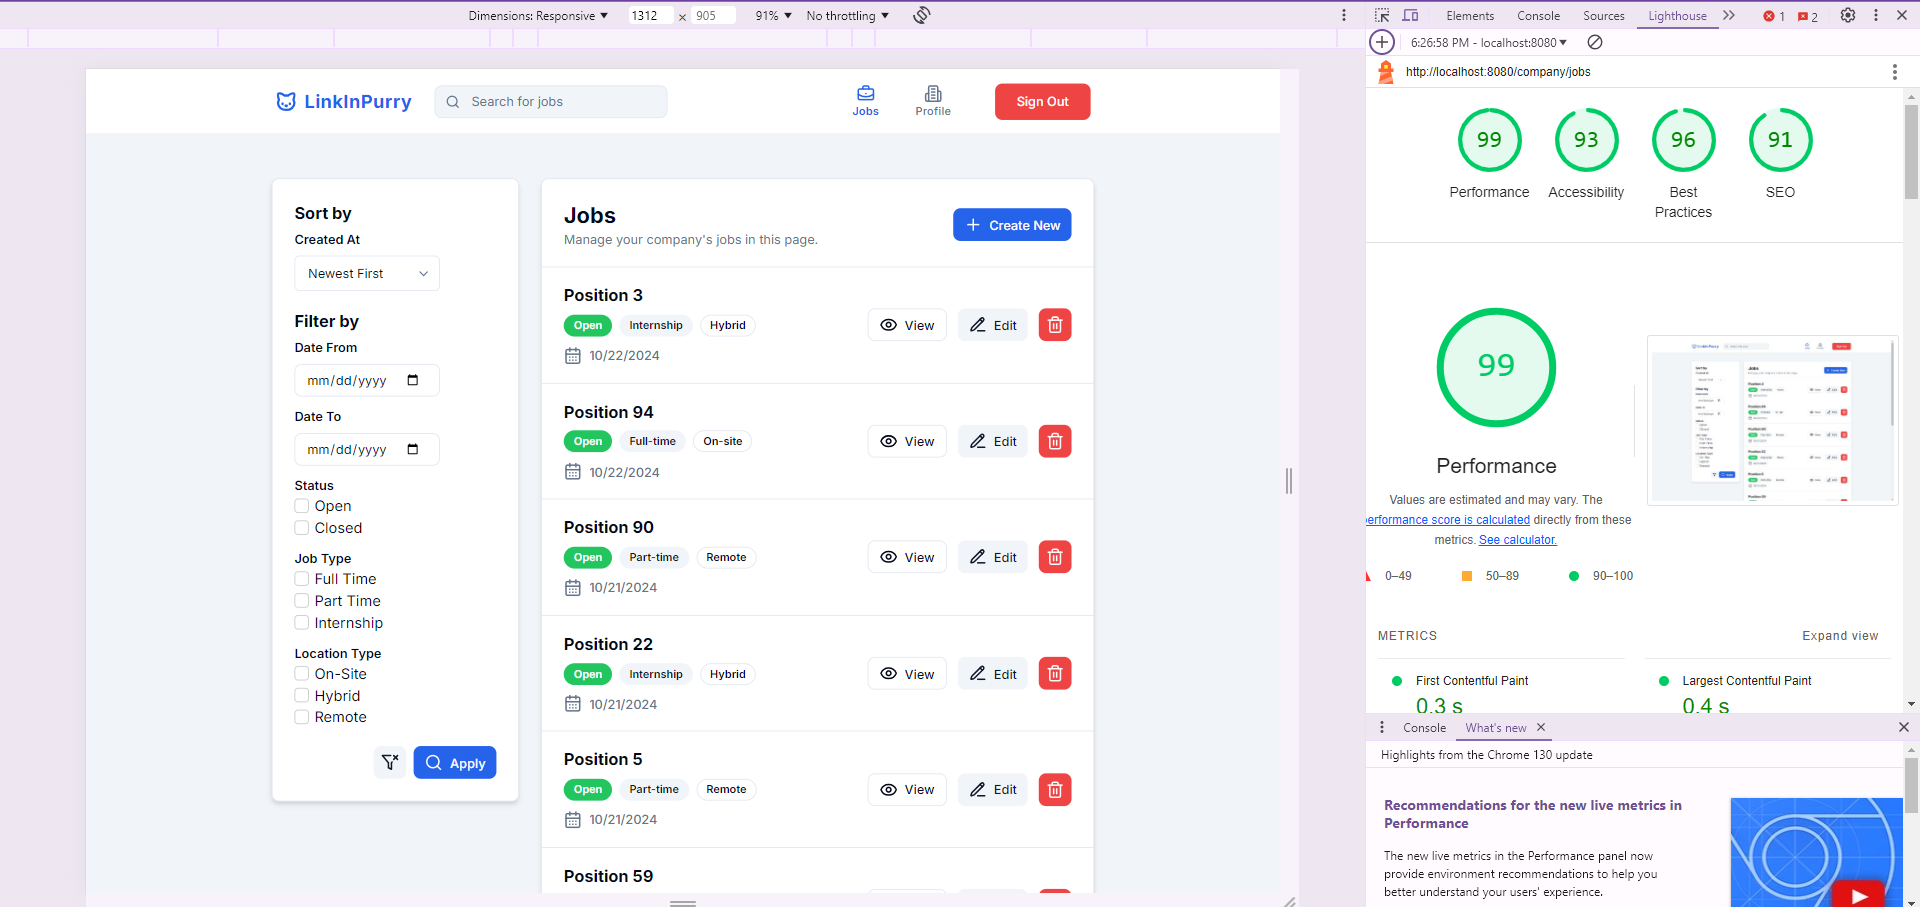 Dimensions: Responsive 1312 × 905 91% No throttling
Elements Console Sources Lighthouse 1 2
6:26:58 PM - localhost:8080
http://localhost:8080/company/jobs
LinkInPurry Search for jobs Jobs Profile Sign Out
Sort by
Created At
Newest First
Filter by
Date From
mm/dd/yyyy
Date To
mm/dd/yyyy
Status
Open
Closed
Job Type
Full Time
Part Time
Internship
Location Type
On-Site
Hybrid
Remote
Apply
Jobs
Manage your company's jobs in this page.
Create New
Position 3
Open Internship Hybrid
10/22/2024
View Edit
Position 94
Open Full-time On-site
10/22/2024
View Edit
Position 90
Open Part-time Remote
10/21/2024
View Edit
Position 22
Open Internship Hybrid
10/21/2024
View Edit
Position 5
Open Part-time Remote
10/21/2024
View Edit
Position 59
99 93 96 91
Performance Accessibility Best Practices SEO
99
Performance
Values are estimated and may vary. The
performance score is calculated directly from these
metrics. See calculator.
0–49 50–89 90–100
METRICS Expand view
First Contentful Paint
0.3 s
Largest Contentful Paint
0.4 s
Console What's new
Highlights from the Chrome 130 update
Recommendations for the new live metrics in
Performance
The new live metrics in the Performance panel now
provide environment recommendations to help you
better understand your users' experience.